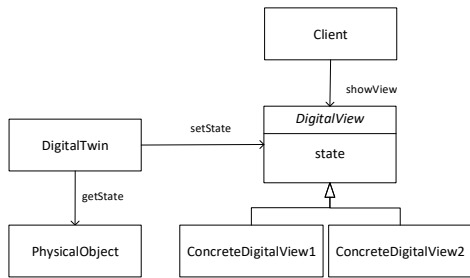 Client
showView
DigitalView
setState
DigitalTwin
state
getState
PhysicalObject
ConcreteDigitalView1
ConcreteDigitalView2